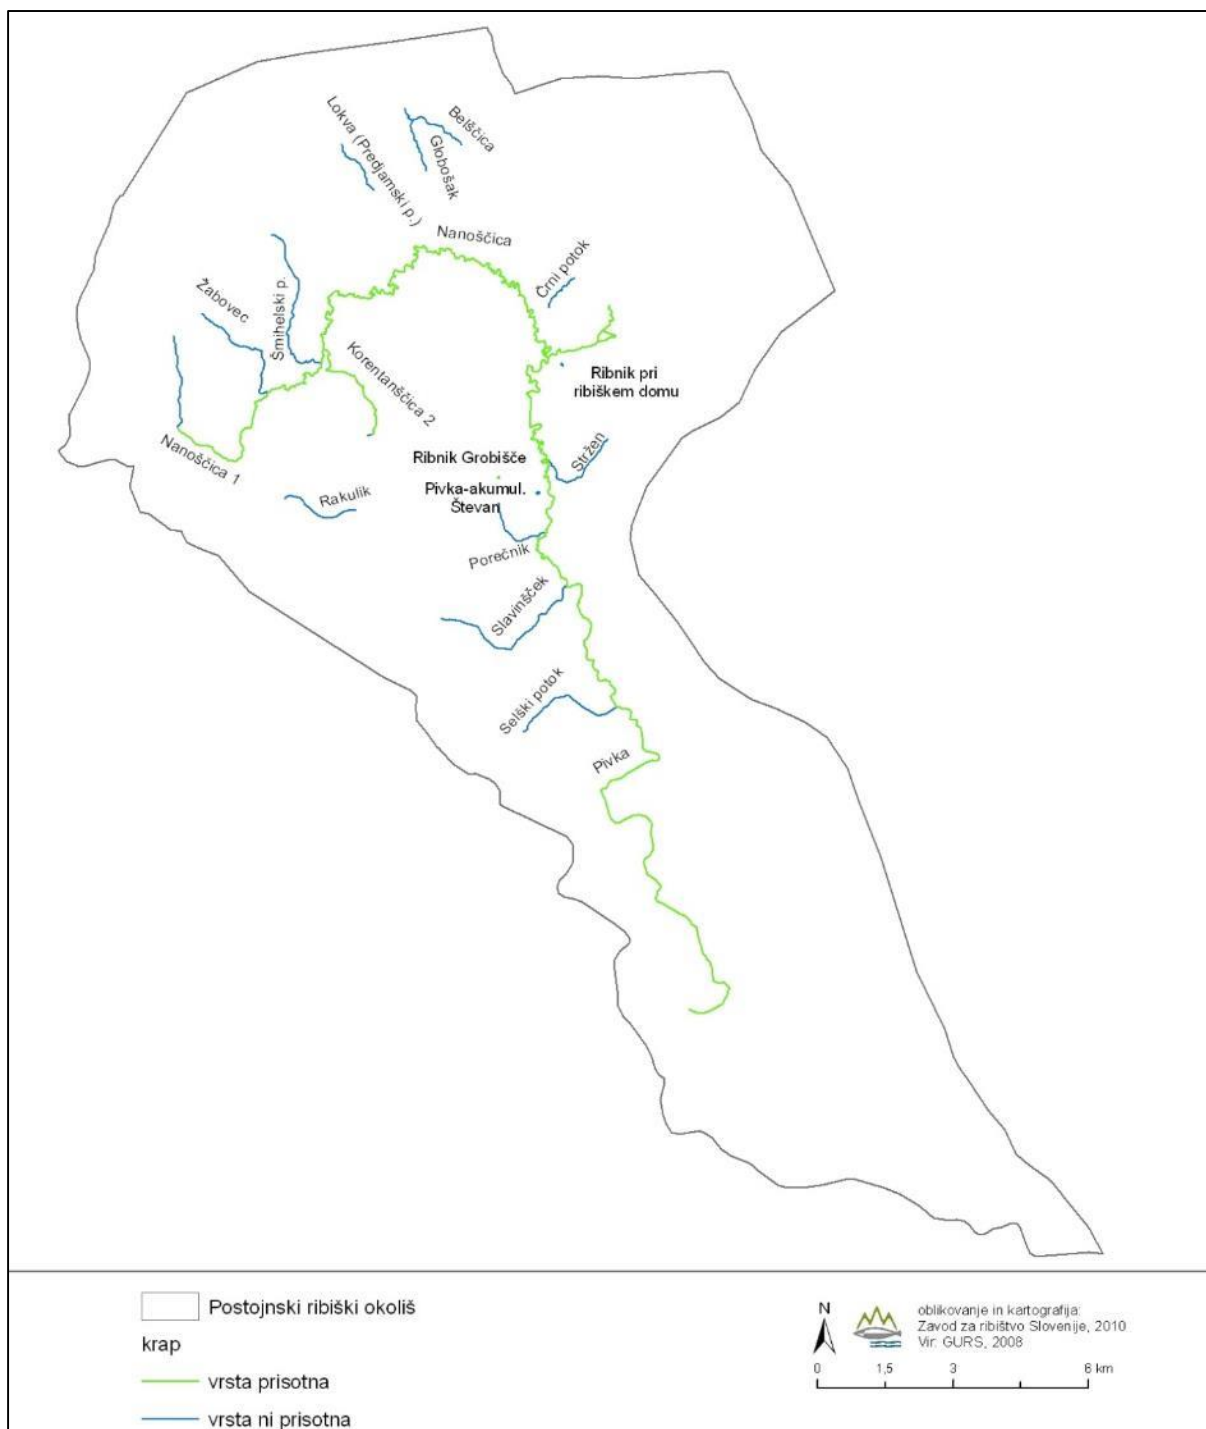 Lokva (Predjamski p.)
Belščica
Globošak
Nanoščica
Črni potok
Žabovec
Šmihelski p.
Korentanščica 2
Ribnik pri
ribiškem domu
Nanoščica 1
Ribnik Grobišče
Stržen
Pivka-akumul.
Števan
Rakulik
Porečnik
Slavinšček
Selški potok
Pivka
Postojnski ribiški okoliš
krap
vrsta prisotna
vrsta ni prisotna
N
oblikovanje in kartografija:
Zavod za ribištvo Slovenije, 2010
Vir: GURS, 2008
0 1,5 3 6 km